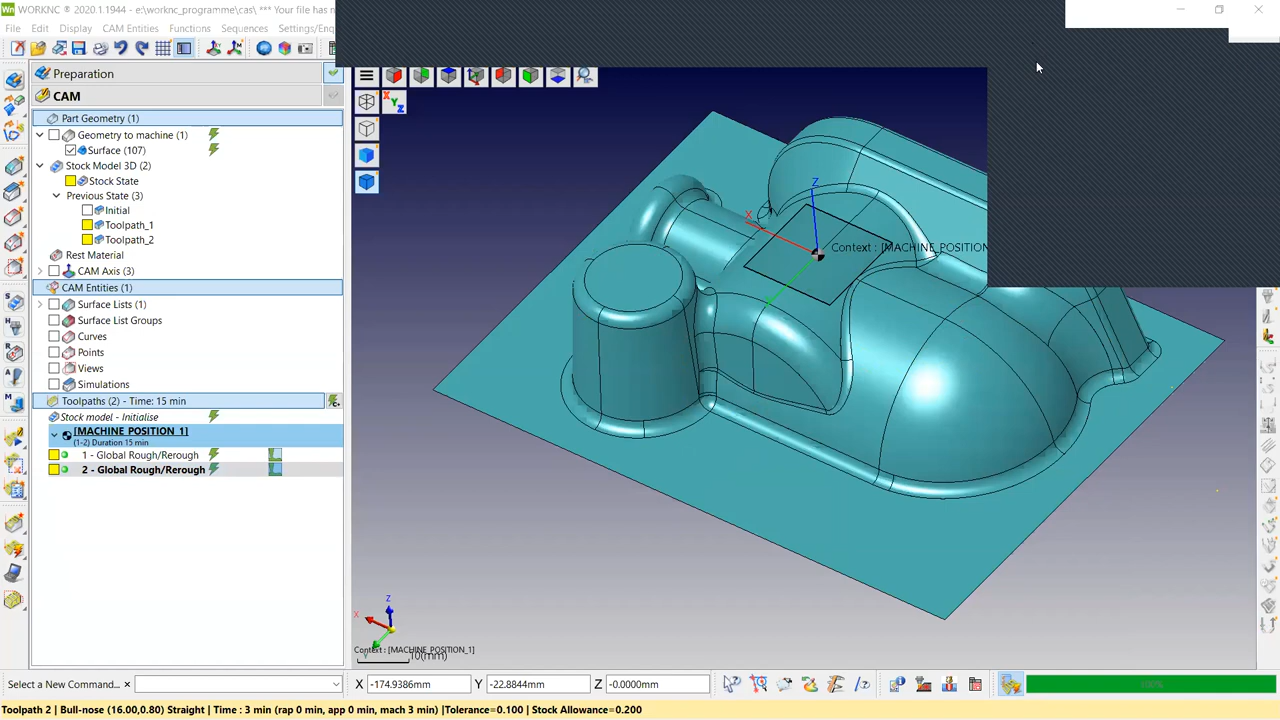 WORKNC ® 2020.1.1944 - e:\worknc_programme\cas\ *** Your file has n
File Edit Display CAM Entities Functions Sequences Settings/Enq
Preparation
CAM
Part Geometry (1)
Geometry to machine (1)
Surface (107)
Stock Model 3D (2)
Stock State
Previous State (3)
Initial
Toolpath_1
Toolpath_2
Rest Material
CAM Axis (3)
CAM Entities (1)
Surface Lists (1)
Surface List Groups
Curves
Points
Views
Simulations
Toolpaths (2) - Time: 15 min
Stock model - Initialise
[MACHINE POSITION 1]
(1-2) Duration 15 min
1 - Global Rough/Rerough
2 - Global Rough/Rerough
X Y Z
Z
X
Context : [MACHINE_POSITION
Z
X
Y
Context : [MACHINE_POSITION_1]
10(mm)
Select a New Command... X -174.9386mm Y -22.8844mm Z -0.0000mm 100%
Toolpath 2 | Bull-nose (16.00,0.80) Straight | Time : 3 min (rap 0 min, app 0 min, mach 3 min) |Tolerance=0.100 | Stock Allowance=0.200